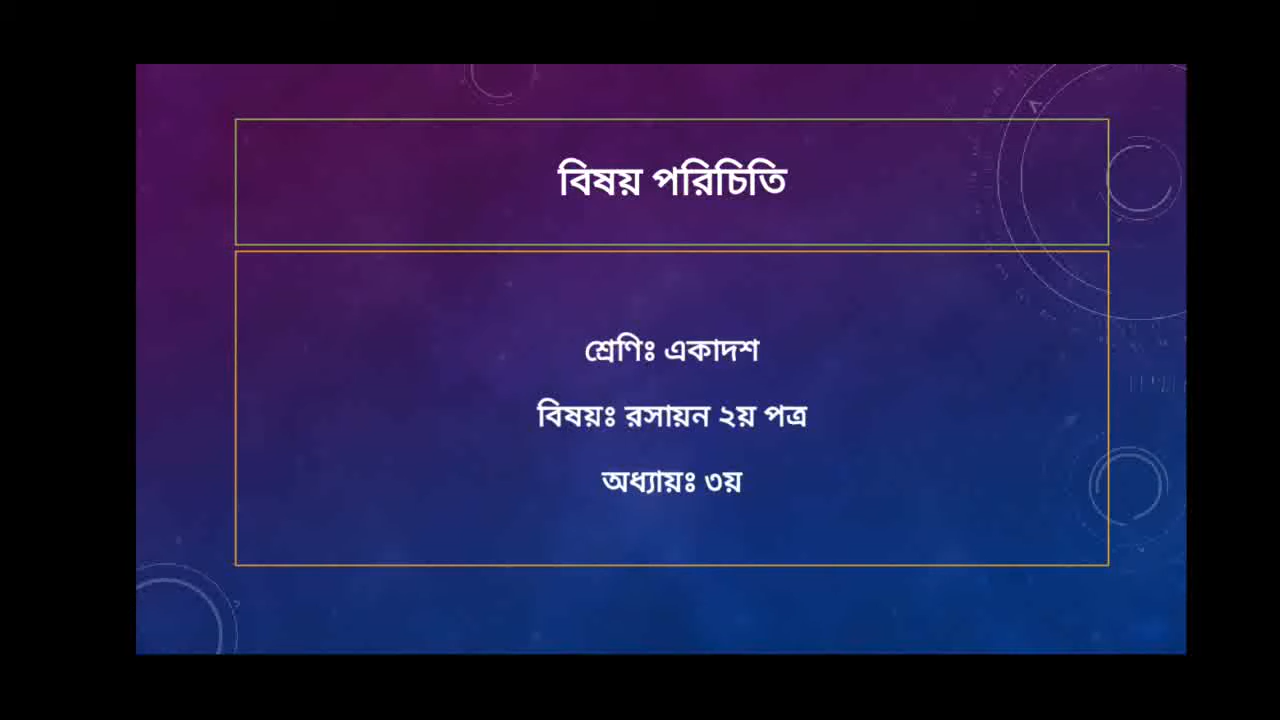 বিষয় পরিচিতি
শ্রেণিঃ একাদশ
বিষয়ঃ রসায়ন ২য় পত্র
অধ্যায়ঃ ৩য়